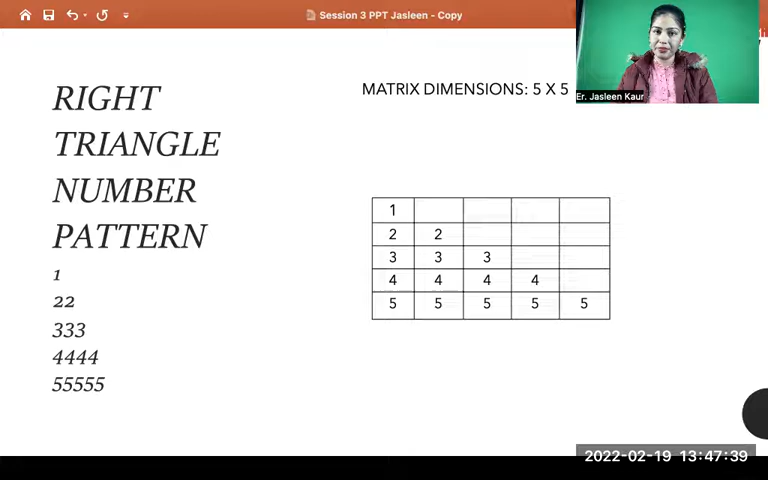 Session 3 PPT Jasleen - Copy
RIGHT
TRIANGLE
NUMBER
PATTERN
1
22
333
4444
55555
MATRIX DIMENSIONS: 5 X 5
1
2 2
3 3 3
4 4 4 4
5 5 5 5 5
Er. Jasleen Kaur
2022-02-19 13:47:39